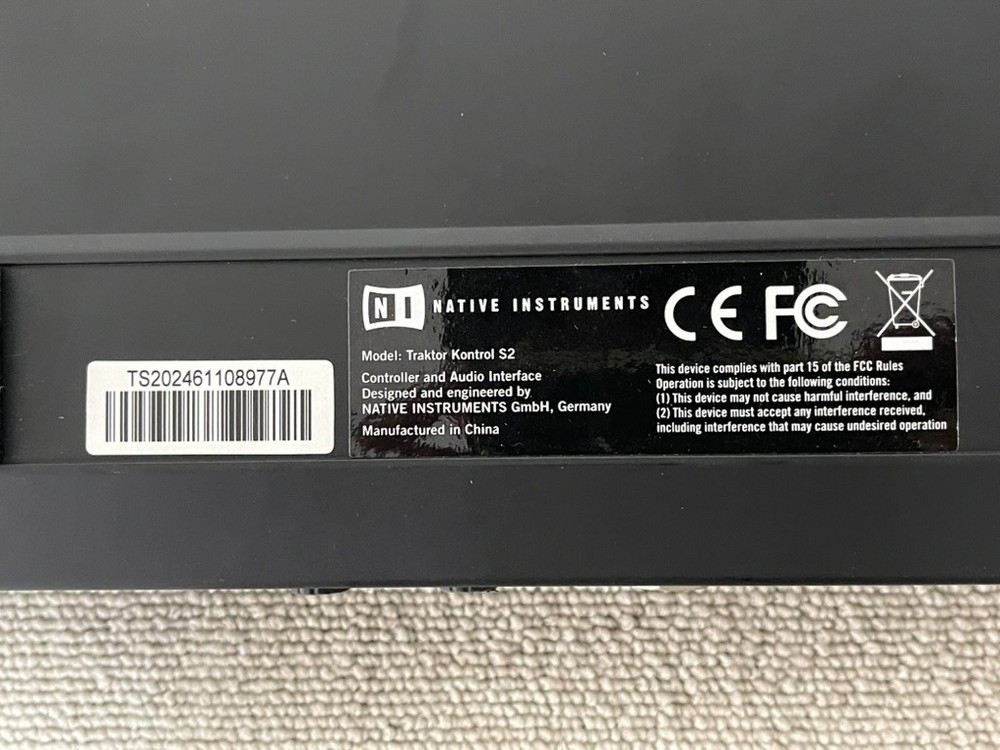 TS202461108977A
NI NATIVE INSTRUMENTS
CE FC
Model: Traktor Kontrol S2
Controller and Audio Interface
Designed and engineered by
NATIVE INSTRUMENTS GmbH, Germany
Manufactured in China
This device complies with part 15 of the FCC Rules
Operation is subject to the following conditions:
(1) This device may not cause harmful interference, and
(2) This device must accept any interference received,
including interference that may cause undesired operation